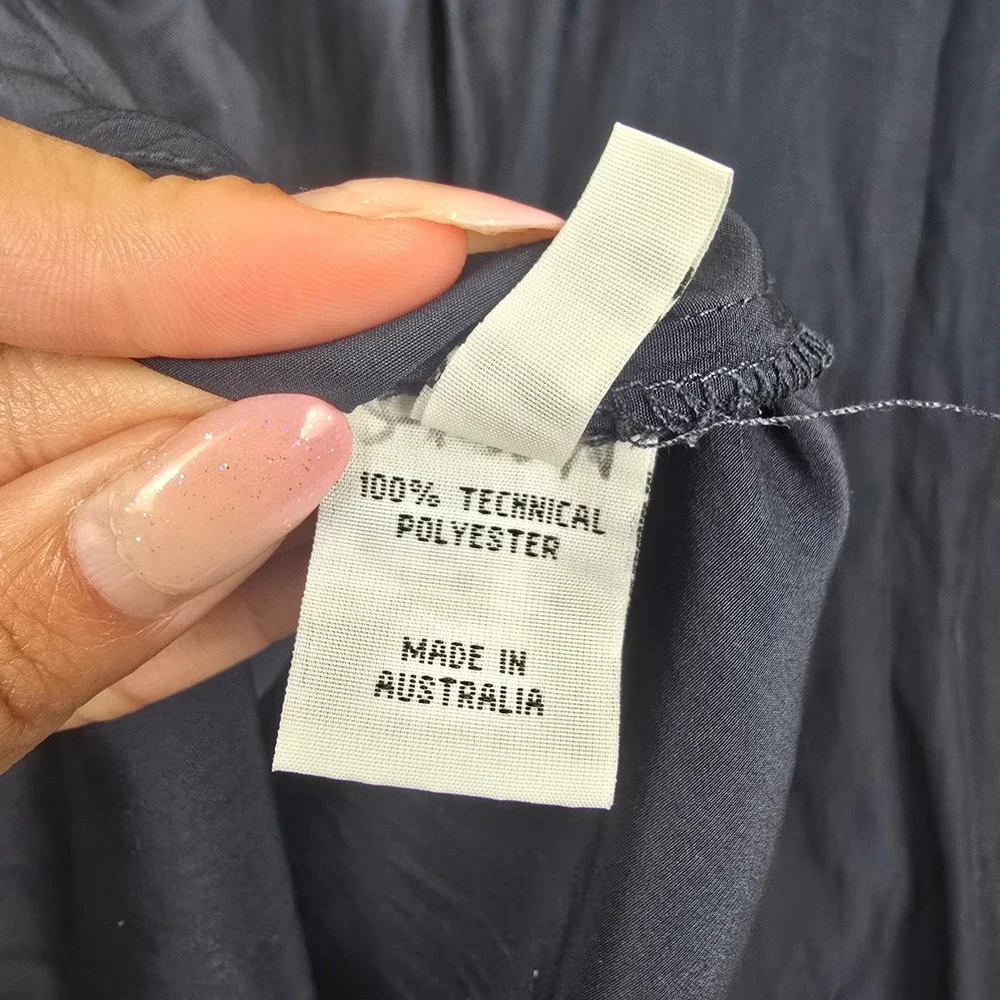 100% TECHNICAL
POLYESTER
MADE IN
AUSTRALIA